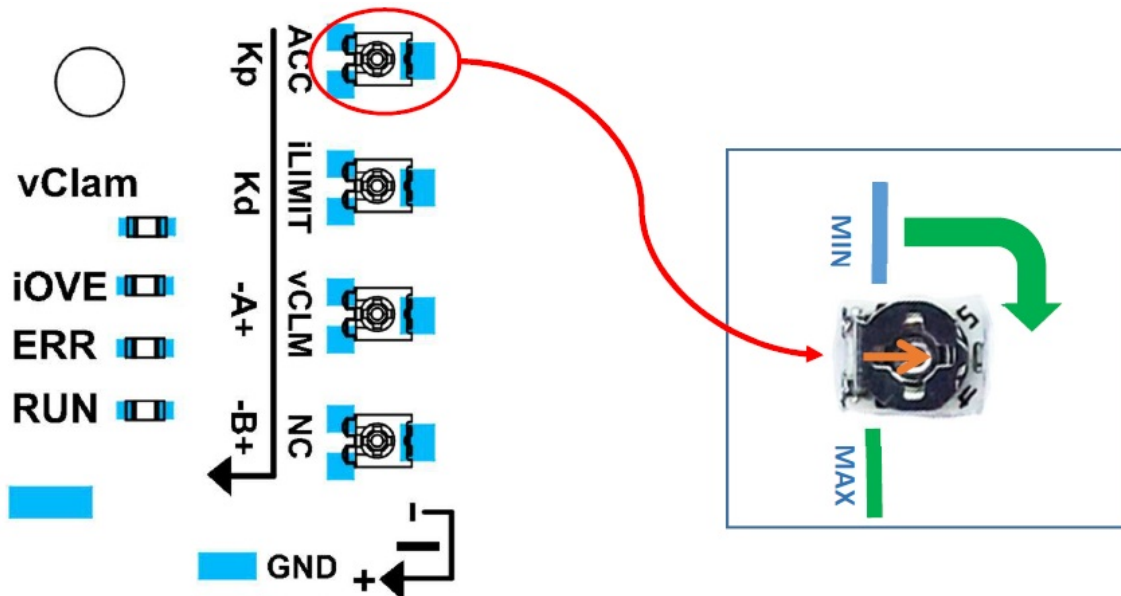 vClam
iOVE
ERR
RUN
Kp
Kd
-A+
-B+
ACC
iLIMIT
vCLM
NC
- I +
GND
MIN
MAX